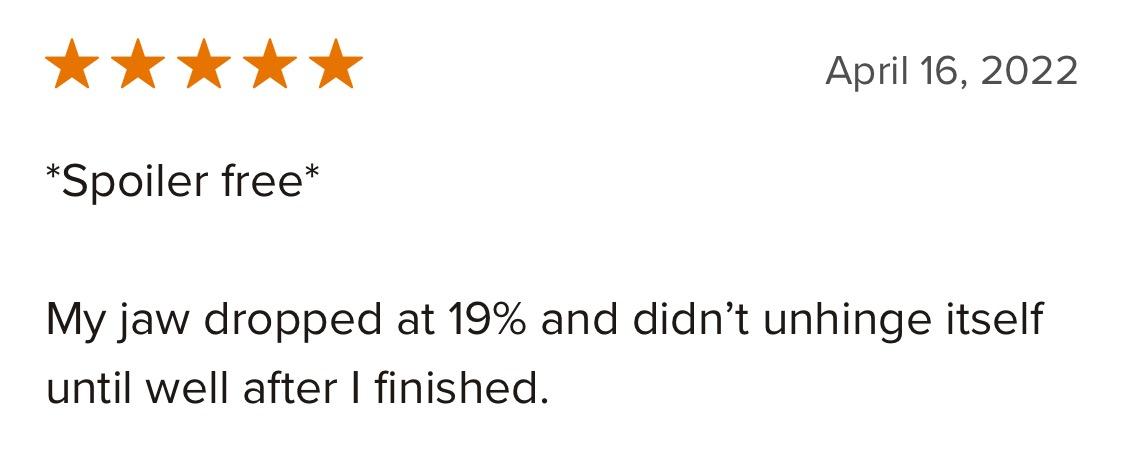 April 16, 2022
*Spoiler free*
My jaw dropped at 19% and didn’t unhinge itself
until well after I finished.